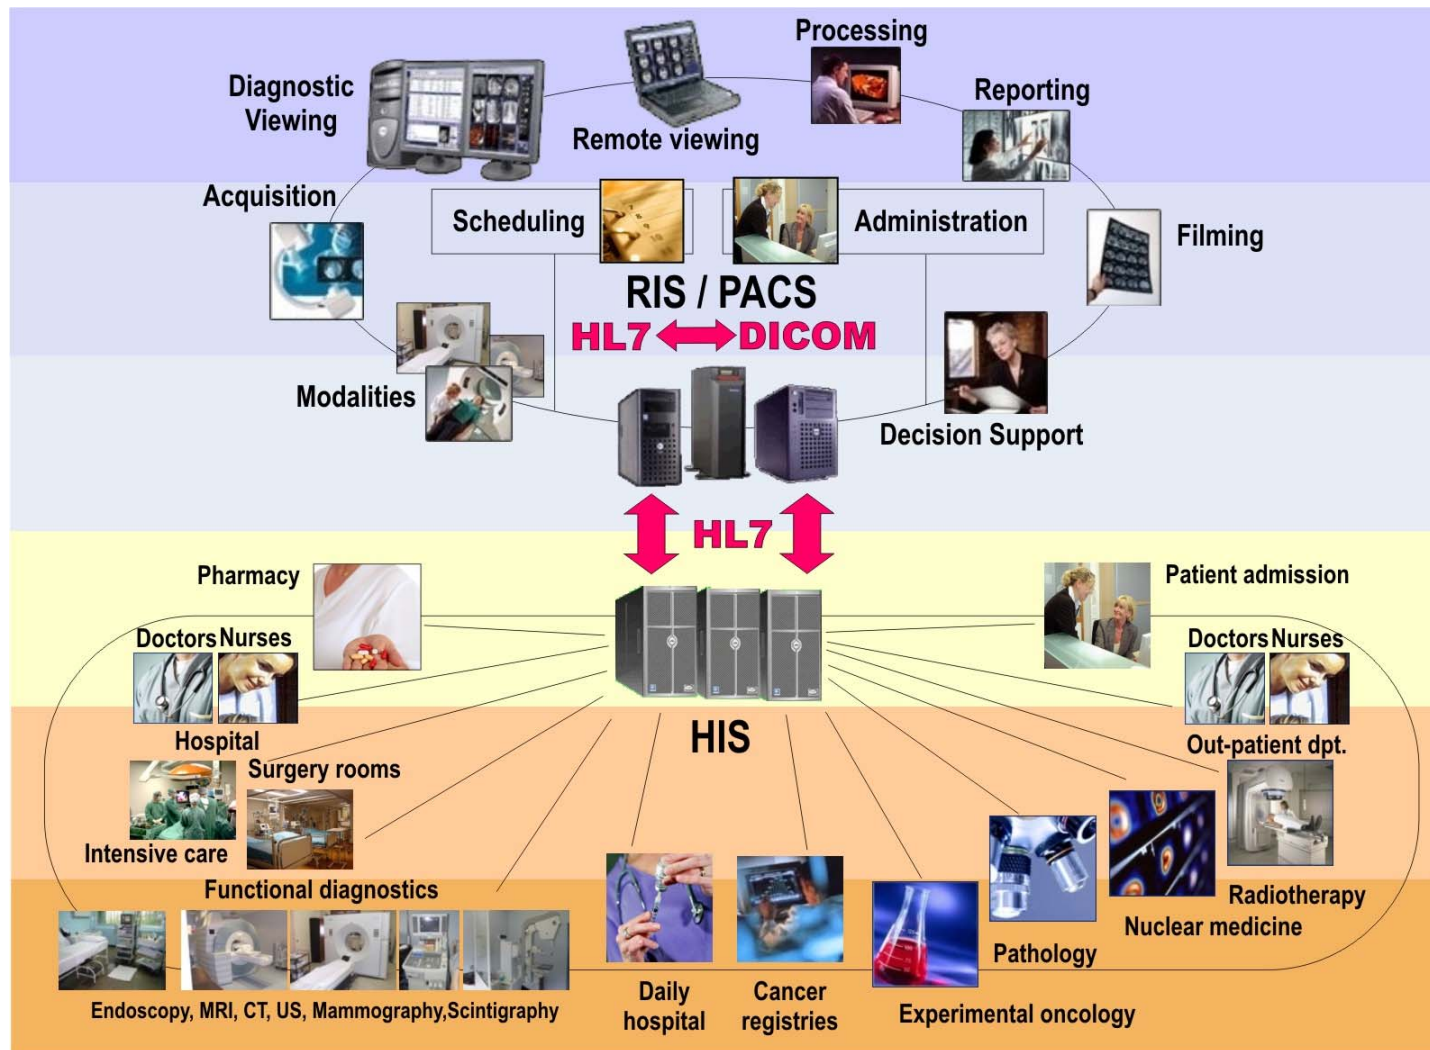 Processing
Diagnostic
Viewing
Remote viewing
Reporting
Acquisition
Scheduling
Administration
Filming
RIS / PACS
HL7 DICOM
Modalities
Decision Support
HL7
Pharmacy
Patient admission
Doctors Nurses
Doctors Nurses
HIS
Hospital
Out-patient dpt.
Surgery rooms
Intensive care
Functional diagnostics
Radiotherapy
Nuclear medicine
Pathology
Endoscopy, MRI, CT, US, Mammography,Scintigraphy
Daily
hospital
Cancer
registries
Experimental oncology